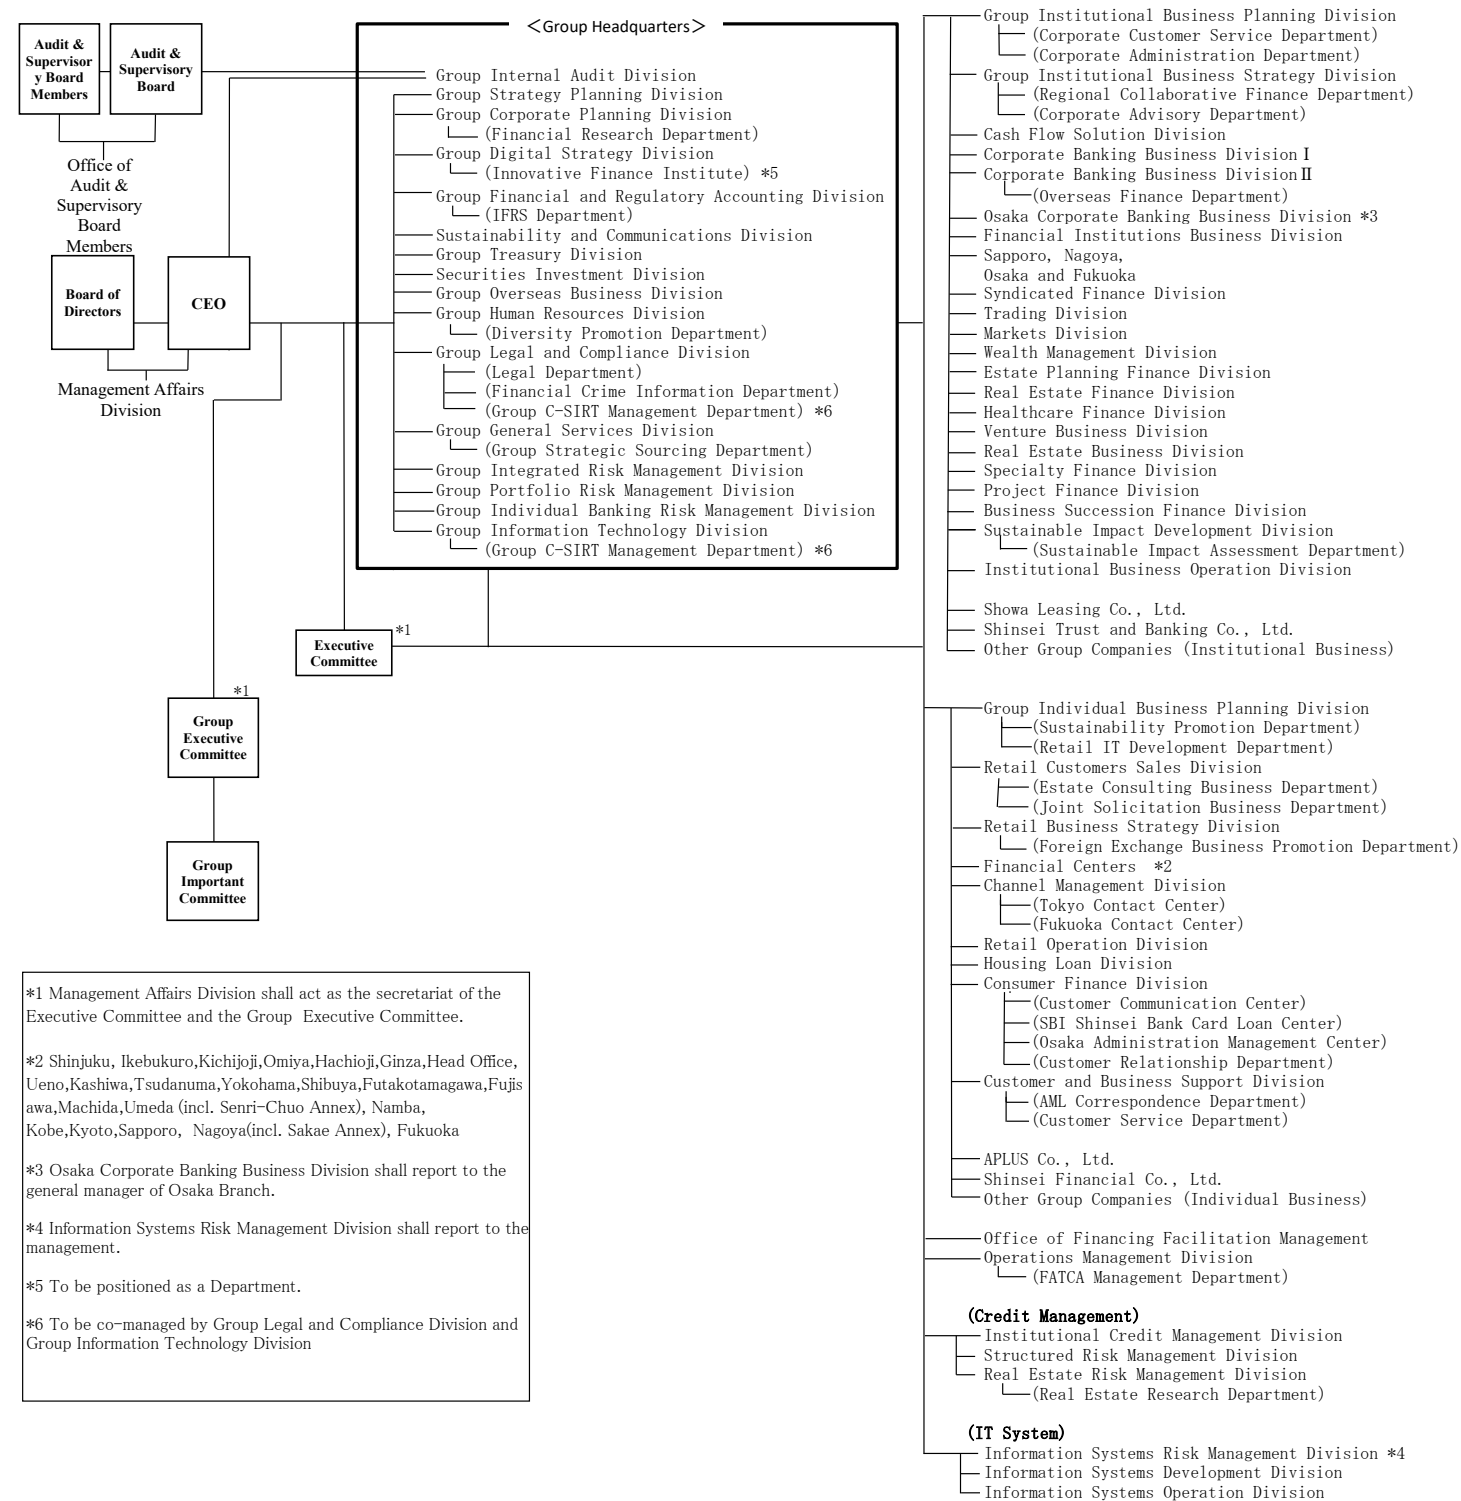 Audit &
Supervisor
y Board
Members
Audit &
Supervisory
Board
Office of
Audit &
Supervisory
Board
Members
Board of
Directors
CEO
Management Affairs
Division
＜Group Headquarters＞
Group Internal Audit Division
Group Strategy Planning Division
Group Corporate Planning Division
(Financial Research Department)
Group Digital Strategy Division
(Innovative Finance Institute) *5
Group Financial and Regulatory Accounting Division
(IFRS Department)
Sustainability and Communications Division
Group Treasury Division
Securities Investment Division
Group Overseas Business Division
Group Human Resources Division
(Diversity Promotion Department)
Group Legal and Compliance Division
(Legal Department)
(Financial Crime Information Department)
(Group C-SIRT Management Department) *6
Group General Services Division
(Group Strategic Sourcing Department)
Group Integrated Risk Management Division
Group Portfolio Risk Management Division
Group Individual Banking Risk Management Division
Group Information Technology Division
(Group C-SIRT Management Department) *6
Executive
Committee
*1
*1
Group
Executive
Committee
Group
Important
Committee
*1 Management Affairs Division shall act as the secretariat of the
Executive Committee and the Group Executive Committee.
*2 Shinjuku, Ikebukuro,Kichijoji,Omiya,Hachioji,Ginza,Head Office,
Ueno,Kashiwa,Tsudanuma,Yokohama,Shibuya,Futakotamagawa,Fujis
awa,Machida,Umeda (incl. Senri-Chuo Annex), Namba,
Kobe,Kyoto,Sapporo, Nagoya(incl. Sakae Annex), Fukuoka
*3 Osaka Corporate Banking Business Division shall report to the
general manager of Osaka Branch.
*4 Information Systems Risk Management Division shall report to the
management.
*5 To be positioned as a Department.
*6 To be co-managed by Group Legal and Compliance Division and
Group Information Technology Division
Group Institutional Business Planning Division
(Corporate Customer Service Department)
(Corporate Administration Department)
Group Institutional Business Strategy Division
(Regional Collaborative Finance Department)
(Corporate Advisory Department)
Cash Flow Solution Division
Corporate Banking Business Division Ⅰ
Corporate Banking Business Division Ⅱ
(Overseas Finance Department)
Osaka Corporate Banking Business Division *3
Financial Institutions Business Division
Sapporo, Nagoya,
Osaka and Fukuoka
Syndicated Finance Division
Trading Division
Markets Division
Wealth Management Division
Estate Planning Finance Division
Real Estate Finance Division
Healthcare Finance Division
Venture Business Division
Real Estate Business Division
Specialty Finance Division
Project Finance Division
Business Succession Finance Division
Sustainable Impact Development Division
(Sustainable Impact Assessment Department)
Institutional Business Operation Division
Showa Leasing Co., Ltd.
Shinsei Trust and Banking Co., Ltd.
Other Group Companies (Institutional Business)
Group Individual Business Planning Division
(Sustainability Promotion Department)
(Retail IT Development Department)
Retail Customers Sales Division
(Estate Consulting Business Department)
(Joint Solicitation Business Department)
Retail Business Strategy Division
(Foreign Exchange Business Promotion Department)
Financial Centers *2
Channel Management Division
(Tokyo Contact Center)
(Fukuoka Contact Center)
Retail Operation Division
Housing Loan Division
Consumer Finance Division
(Customer Communication Center)
(SBI Shinsei Bank Card Loan Center)
(Osaka Administration Management Center)
(Customer Relationship Department)
Customer and Business Support Division
(AML Correspondence Department)
(Customer Service Department)
APLUS Co., Ltd.
Shinsei Financial Co., Ltd.
Other Group Companies (Individual Business)
Office of Financing Facilitation Management
Operations Management Division
(FATCA Management Department)
(Credit Management)
Institutional Credit Management Division
Structured Risk Management Division
Real Estate Risk Management Division
(Real Estate Research Department)
(IT System)
Information Systems Risk Management Division *4
Information Systems Development Division
Information Systems Operation Division